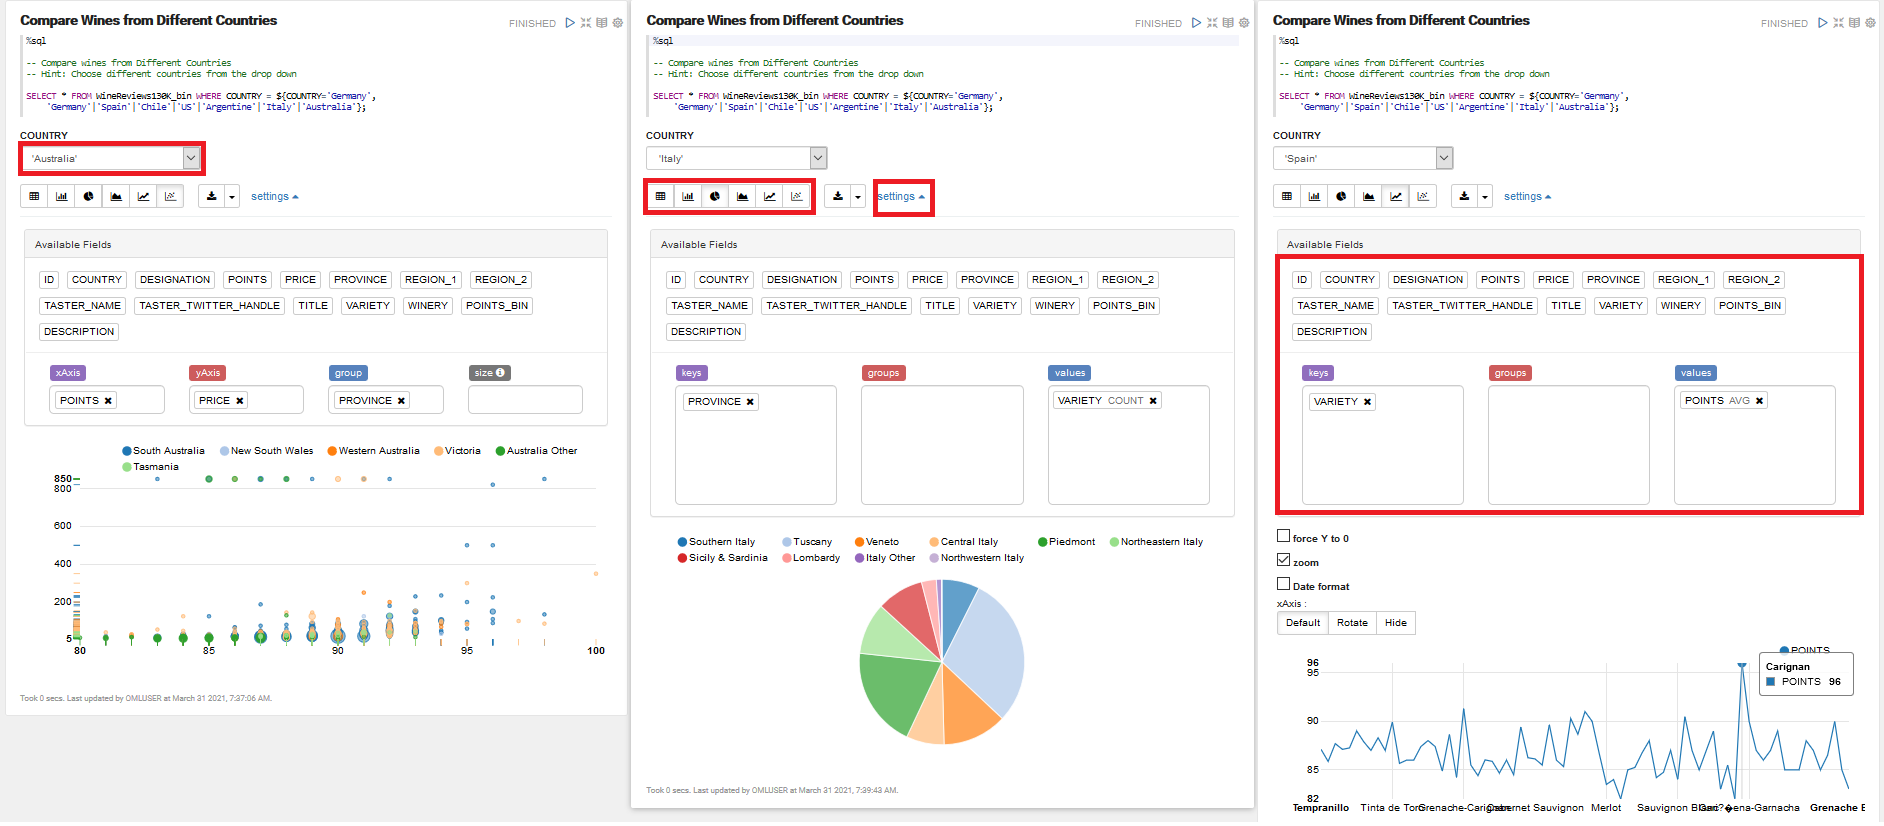 Compare Wines from Different Countries
FINISHED
%sql
-- Compare wines from Different Countries
-- Hint: Choose different countries from the drop down
SELECT * FROM WineReviews130K_bin WHERE COUNTRY = ${COUNTRY='Germany',
'Germany'|'Spain'|'Chile'|'US'|'Argentine'|'Italy'|'Australia'};
COUNTRY
'Australia'
settings
Available Fields
ID COUNTRY DESIGNATION POINTS PRICE PROVINCE REGION_1 REGION_2
TASTER_NAME TASTER_TWITTER_HANDLE TITLE VARIETY WINERY POINTS_BIN
DESCRIPTION
xAxis yAxis group size
POINTS PRICE PROVINCE
South Australia New South Wales Western Australia Victoria Australia Other
Tasmania
850
800
600
400
200
5
80 85 90 95 100
Took 0 secs. Last updated by OMLUSER at March 31 2021, 7:37:06 AM.
Compare Wines from Different Countries
FINISHED
%sql
-- Compare wines from Different Countries
-- Hint: Choose different countries from the drop down
SELECT * FROM WineReviews130K_bin WHERE COUNTRY = ${COUNTRY='Germany',
'Germany'|'Spain'|'Chile'|'US'|'Argentine'|'Italy'|'Australia'};
COUNTRY
'Italy'
settings
Available Fields
ID COUNTRY DESIGNATION POINTS PRICE PROVINCE REGION_1 REGION_2
TASTER_NAME TASTER_TWITTER_HANDLE TITLE VARIETY WINERY POINTS_BIN
DESCRIPTION
keys groups values
PROVINCE VARIETY COUNT
Southern Italy Tuscany Veneto Central Italy Piedmont Northeastern Italy
Sicily & Sardinia Lombardy Italy Other Northwestern Italy
Took 0 secs. Last updated by OMLUSER at March 31 2021, 7:39:43 AM.
Compare Wines from Different Countries
FINISHED
%sql
-- Compare wines from Different Countries
-- Hint: Choose different countries from the drop down
SELECT * FROM WineReviews130K_bin WHERE COUNTRY = ${COUNTRY='Germany',
'Germany'|'Spain'|'Chile'|'US'|'Argentine'|'Italy'|'Australia'};
COUNTRY
'Spain'
settings
Available Fields
ID COUNTRY DESIGNATION POINTS PRICE PROVINCE REGION_1 REGION_2
TASTER_NAME TASTER_TWITTER_HANDLE TITLE VARIETY WINERY POINTS_BIN
DESCRIPTION
keys groups values
VARIETY POINTS AVG
force Y to 0
zoom
Date format
xAxis :
Default Rotate Hide
POINTS
Carignan
POINTS 96
96
95
90
85
82
Tempranillo Tinta de Toro Grenache-Carignan Cabernet Sauvignon Merlot Sauvignon Blanc Grenache